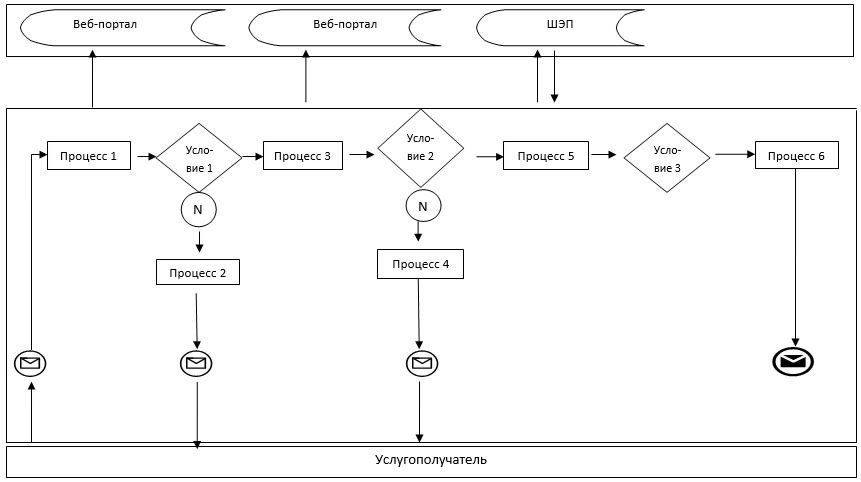 Веб-портал
Веб-портал
ШЭП
Процесс 1
Усло-
вие 1
Процесс 3
Усло-
вие 2
Процесс 5
Усло-
вие 3
Процесс 6
N
N
Процесс 2
Процесс 4
Услугополучатель